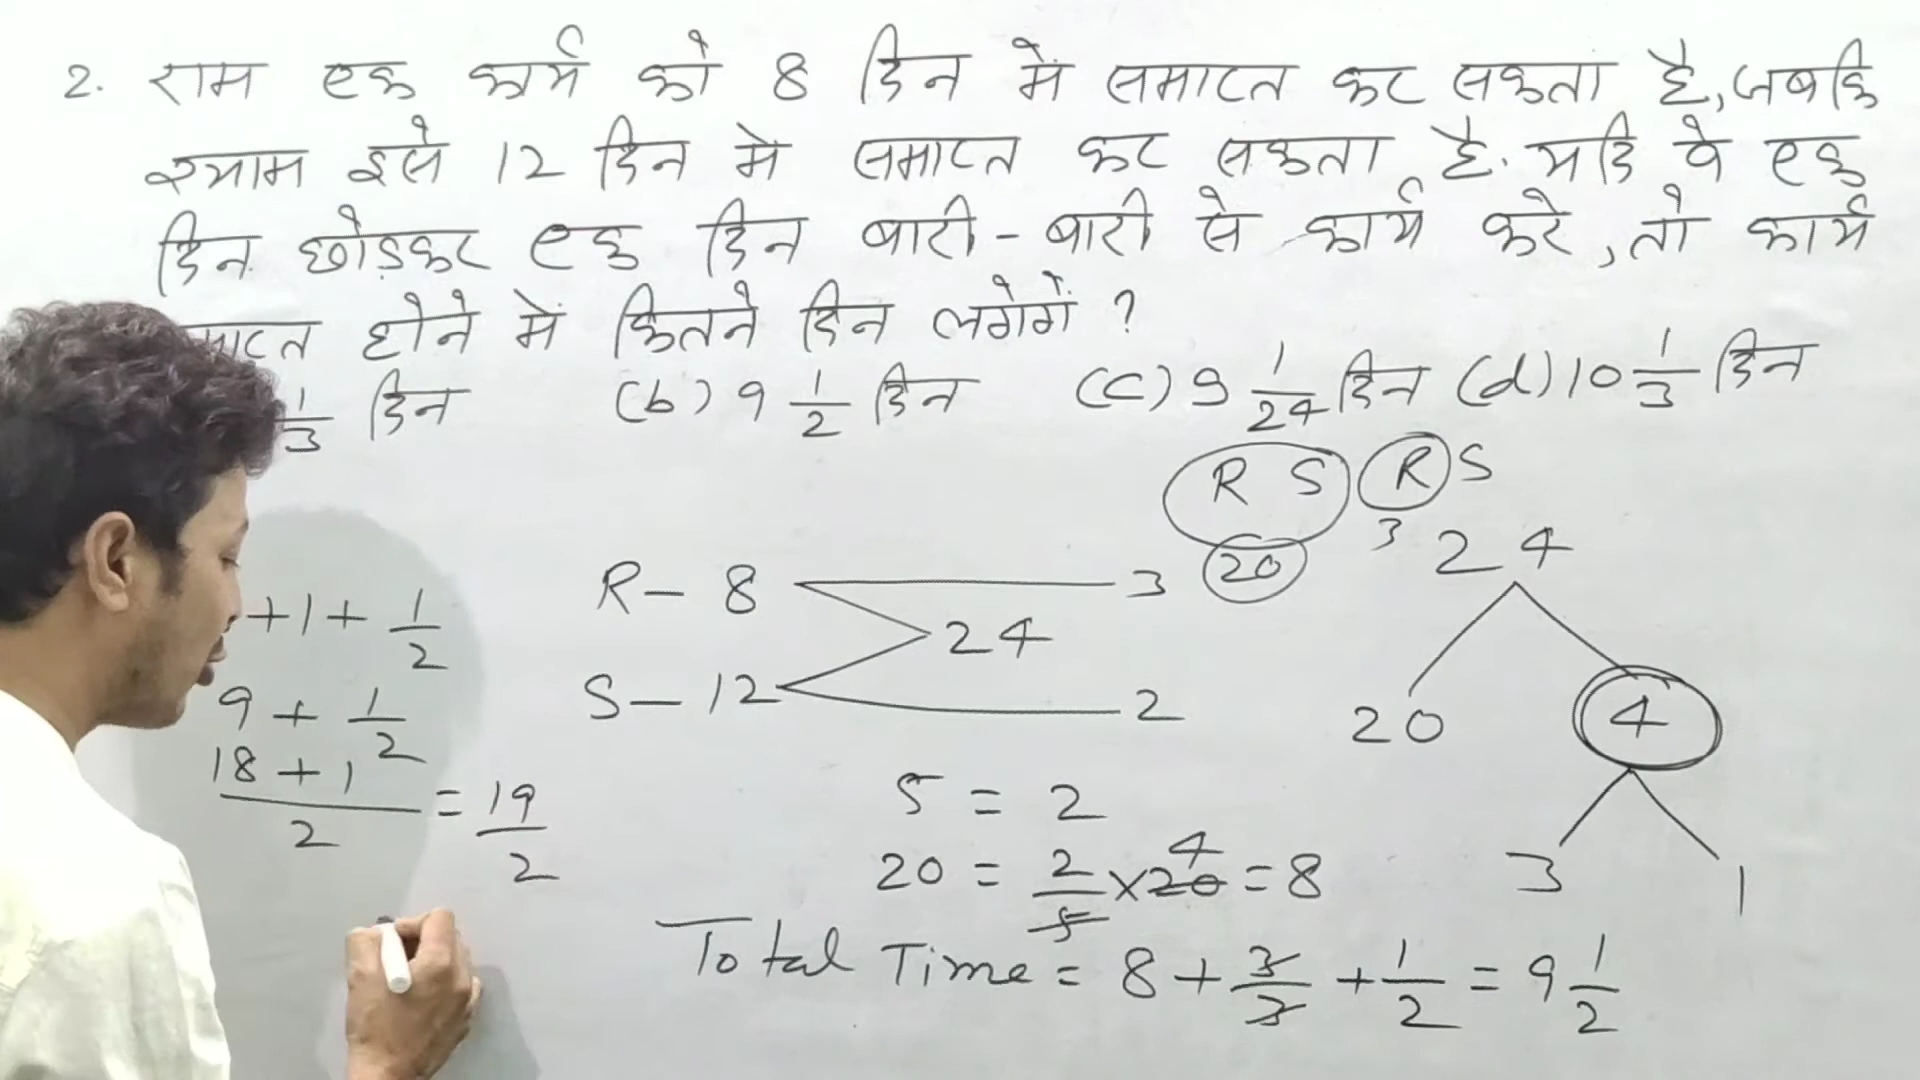 2. राम एक कार्य को 8 दिन में समाप्त कर सकता है, जबकि
श्याम इसे 12 दिन में समाप्त कर सकता है. यदि वे एक
दिन छोड़कर एक दिन बारी-बारी से कार्य करे, तो कार्य
होने में कितने दिन लगेगें ?
1/3 दिन (b) 9 1/2 दिन (c) 9 1/24 दिन (d) 10 1/3 दिन
R S R S
20 3 24
R - 8 3
24
S - 12 2
20 4
3 1
+ 1 + 1/2
9 + 1/2
(18 + 1)/2 = 19/2
5 = 2
20 = 2/5 × 20 4 = 8
Total Time = 8 + 3/3 + 1/2 = 9 1/2